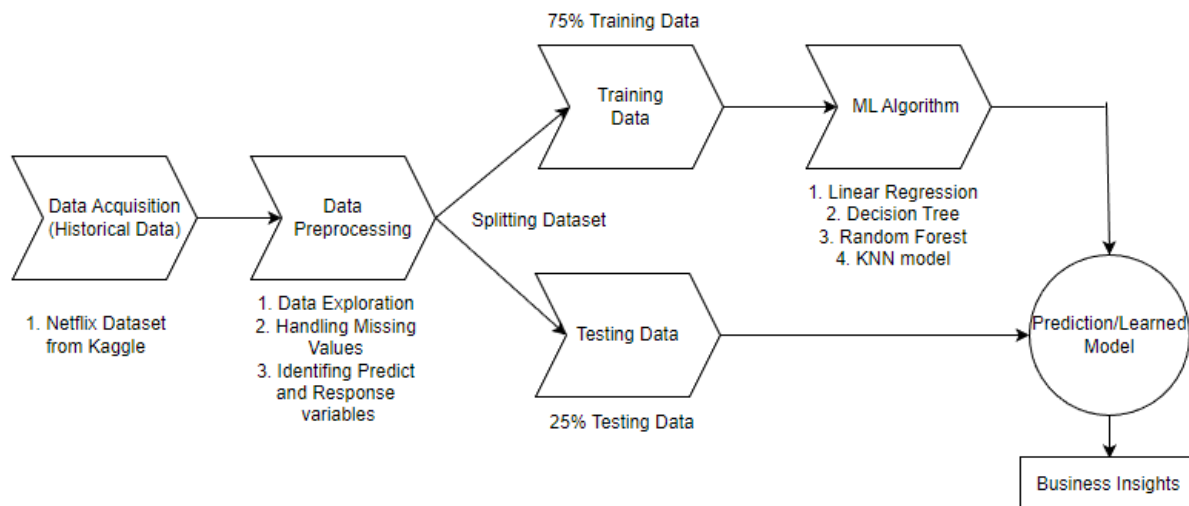 75% Training Data
Training
Data
ML Algorithm
Data Acquisition
(Historical Data)
Data
Preprocessing
Splitting Dataset
1. Linear Regression
2. Decision Tree
3. Random Forest
4. KNN model
1. Netflix Dataset
from Kaggle
1. Data Exploration
2. Handling Missing
Values
3. Identifing Predict
and Response
variables
Testing Data
25% Testing Data
Prediction/Learned
Model
Business Insights